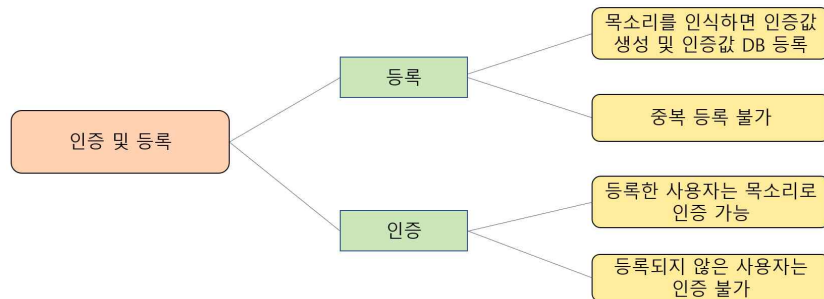 인증 및 등록
등록
목소리를 인식하면 인증값
생성 및 인증값 DB 등록
중복 등록 불가
인증
등록한 사용자는 목소리로
인증 가능
등록되지 않은 사용자는
인증 불가